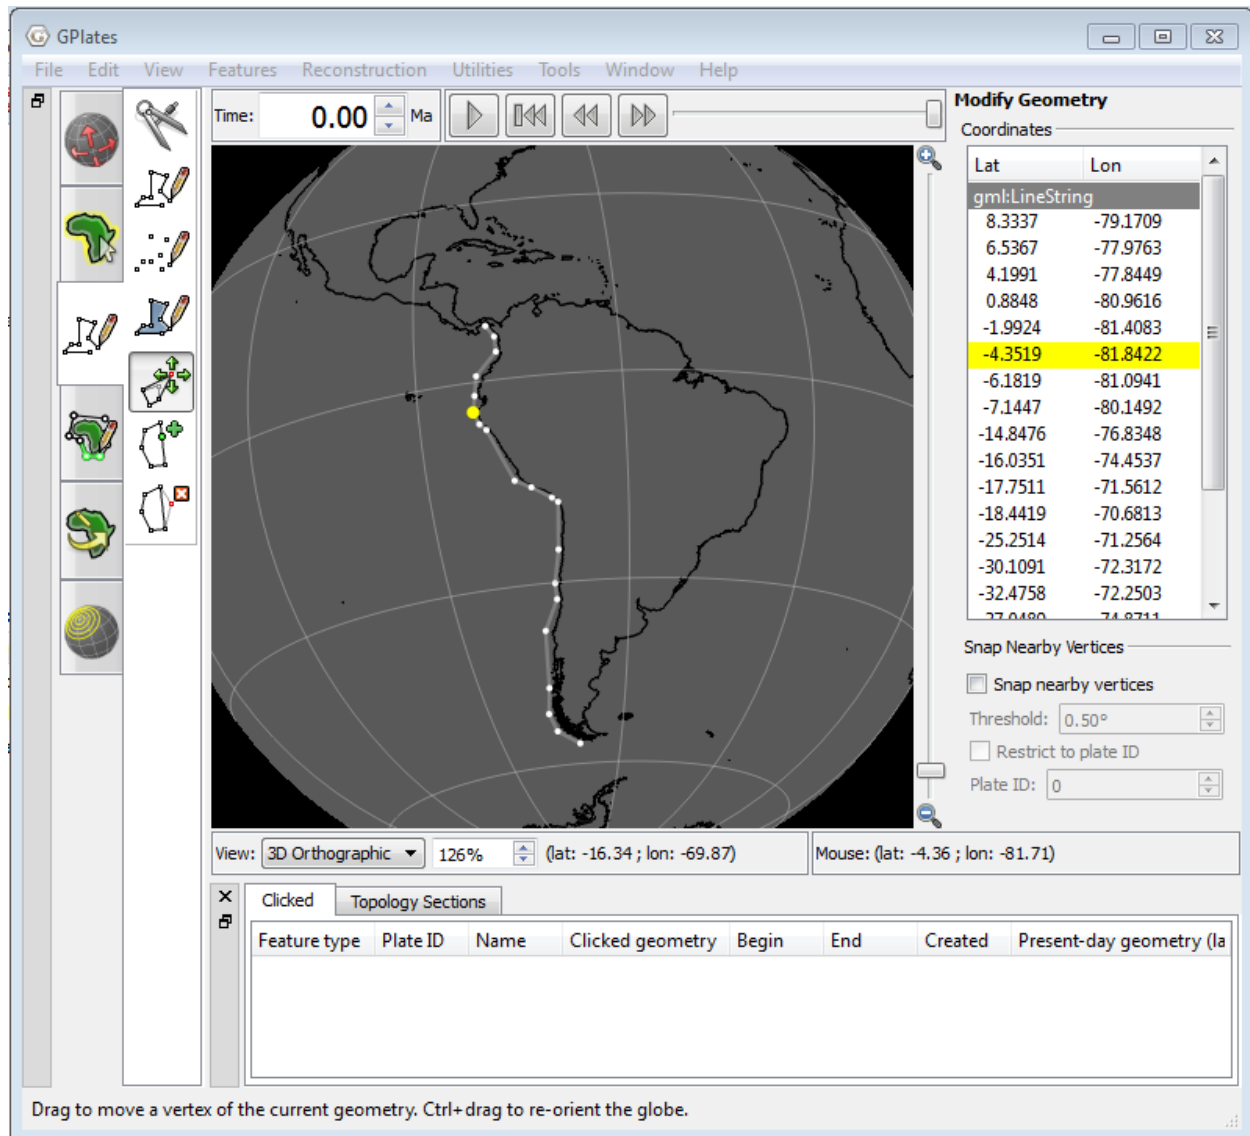 GPlates
File Edit View Features Reconstruction Utilities Tools Window Help
Time: 0.00 Ma
Modify Geometry
Coordinates
Lat Lon
gml:LineString
8.3337 -79.1709
6.5367 -77.9763
4.1991 -77.8449
0.8848 -80.9616
-1.9924 -81.4083
-4.3519 -81.8422
-6.1819 -81.0941
-7.1447 -80.1492
-14.8476 -76.8348
-16.0351 -74.4537
-17.7511 -71.5612
-18.4419 -70.6813
-25.2514 -71.2564
-30.1091 -72.3172
-32.4758 -72.2503
Snap Nearby Vertices
Snap nearby vertices
Threshold: 0.50°
Restrict to plate ID
Plate ID: 0
View: 3D Orthographic 126% (lat: -16.34 ; lon: -69.87) Mouse: (lat: -4.36 ; lon: -81.71)
Clicked Topology Sections
Feature type Plate ID Name Clicked geometry Begin End Created Present-day geometry (la
Drag to move a vertex of the current geometry. Ctrl+drag to re-orient the globe.